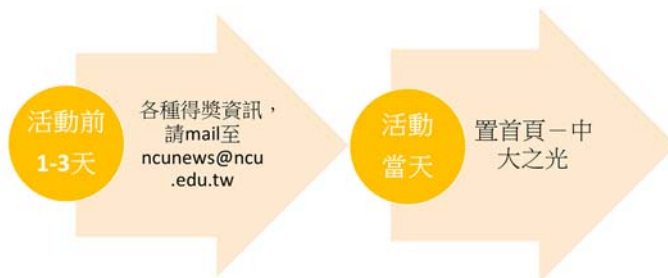 活動前
1-3天
各種得獎資訊，
請mail至
ncunews@ncu
.edu.tw
活動
當天
置首頁－中
大之光